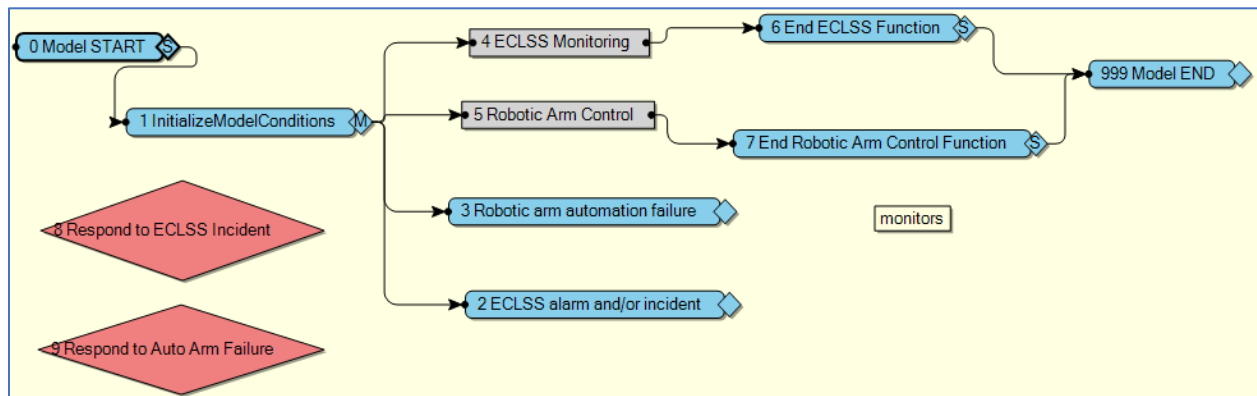 0 Model START S
4 ECLSS Monitoring
6 End ECLSS Function S
999 Model END
1 InitializeModelConditions M
5 Robotic Arm Control
7 End Robotic Arm Control Function S
3 Robotic arm automation failure
monitors
8 Respond to ECLSS Incident
2 ECLSS alarm and/or incident
9 Respond to Auto Arm Failure